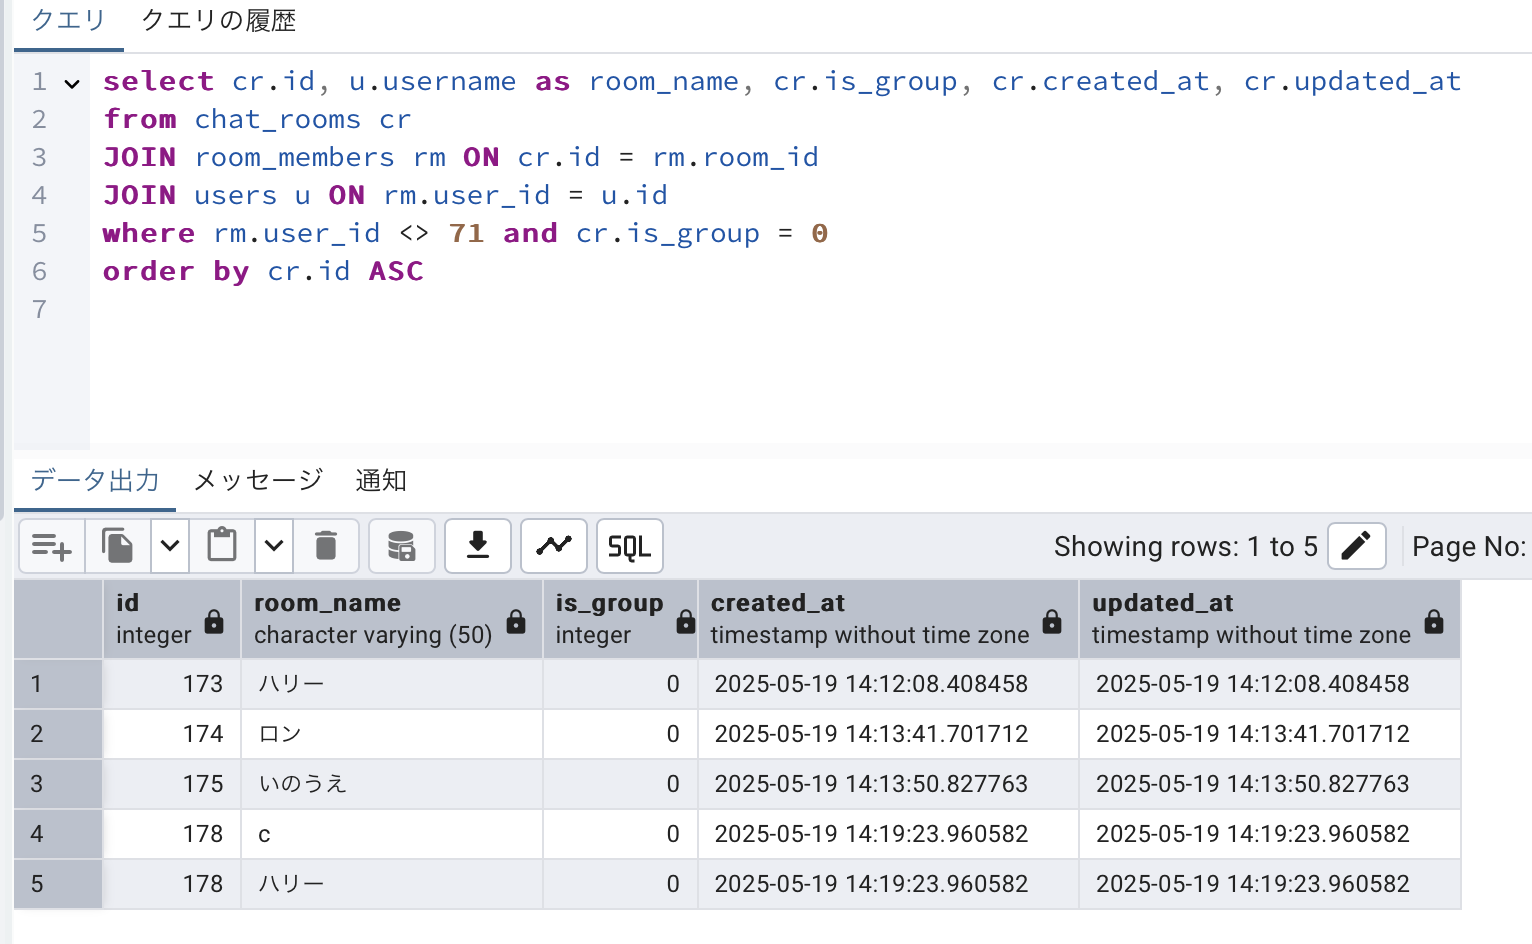 クエリ クエリの履歴
1 select cr.id, u.username as room_name, cr.is_group, cr.created_at, cr.updated_at
2 from chat_rooms cr
3 JOIN room_members rm ON cr.id = rm.room_id
4 JOIN users u ON rm.user_id = u.id
5 where rm.user_id <> 71 and cr.is_group = 0
6 order by cr.id ASC
7
データ出力 メッセージ 通知
SQL Showing rows: 1 to 5 Page No:
id room_name is_group created_at updated_at
integer character varying (50) integer timestamp without time zone timestamp without time zone
1 173 ハリー 0 2025-05-19 14:12:08.408458 2025-05-19 14:12:08.408458
2 174 ロン 0 2025-05-19 14:13:41.701712 2025-05-19 14:13:41.701712
3 175 いのうえ 0 2025-05-19 14:13:50.827763 2025-05-19 14:13:50.827763
4 178 c 0 2025-05-19 14:19:23.960582 2025-05-19 14:19:23.960582
5 178 ハリー 0 2025-05-19 14:19:23.960582 2025-05-19 14:19:23.960582